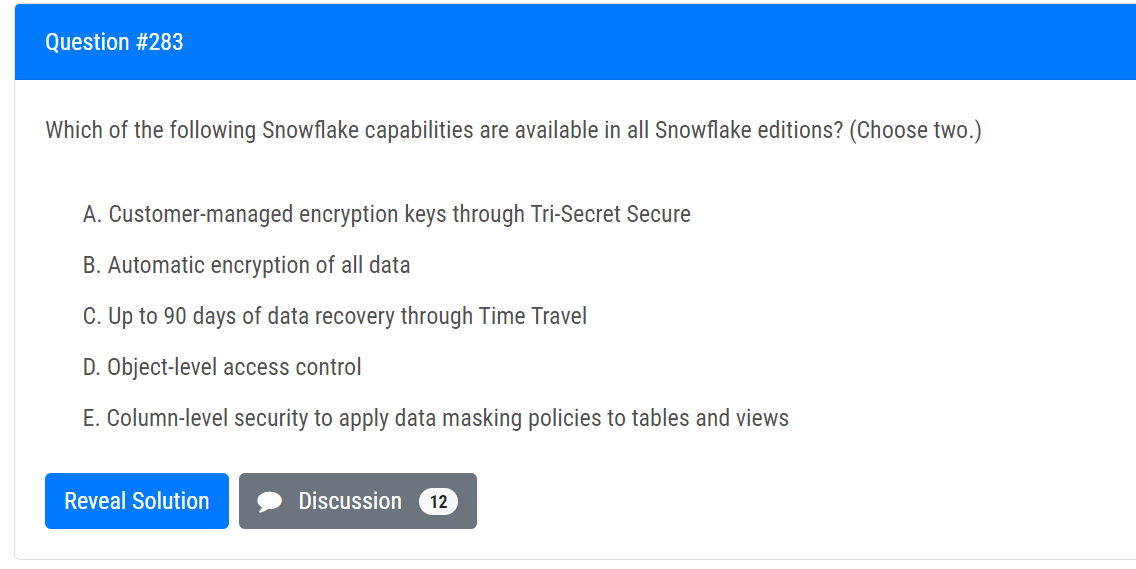 Question #283
Which of the following Snowflake capabilities are available in all Snowflake editions? (Choose two.)
A. Customer-managed encryption keys through Tri-Secret Secure
B. Automatic encryption of all data
C. Up to 90 days of data recovery through Time Travel
D. Object-level access control
E. Column-level security to apply data masking policies to tables and views
Reveal Solution Discussion 12